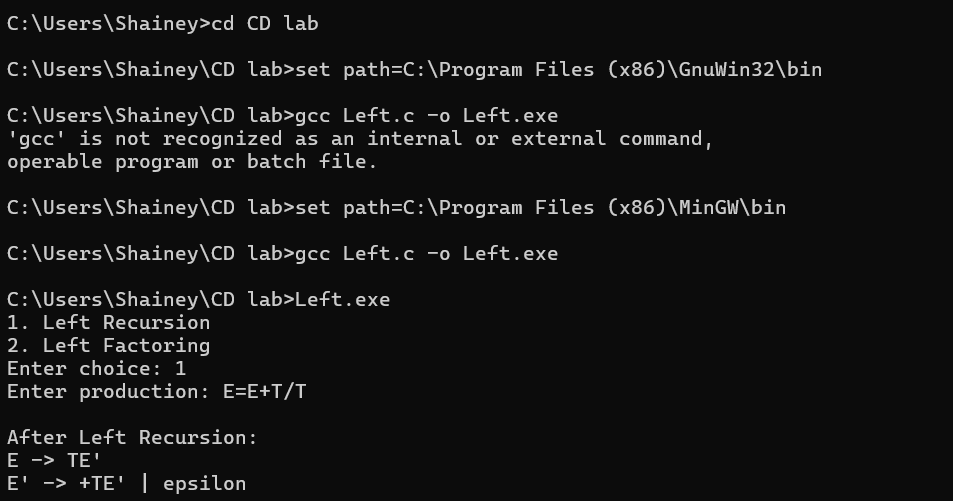 C:\Users\Shainey>cd CD lab
C:\Users\Shainey\CD lab>set path=C:\Program Files (x86)\GnuWin32\bin
C:\Users\Shainey\CD lab>gcc Left.c -o Left.exe
'gcc' is not recognized as an internal or external command,
operable program or batch file.
C:\Users\Shainey\CD lab>set path=C:\Program Files (x86)\MinGW\bin
C:\Users\Shainey\CD lab>gcc Left.c -o Left.exe
C:\Users\Shainey\CD lab>Left.exe
1. Left Recursion
2. Left Factoring
Enter choice: 1
Enter production: E=E+T/T
After Left Recursion:
E -> TE'
E' -> +TE' | epsilon